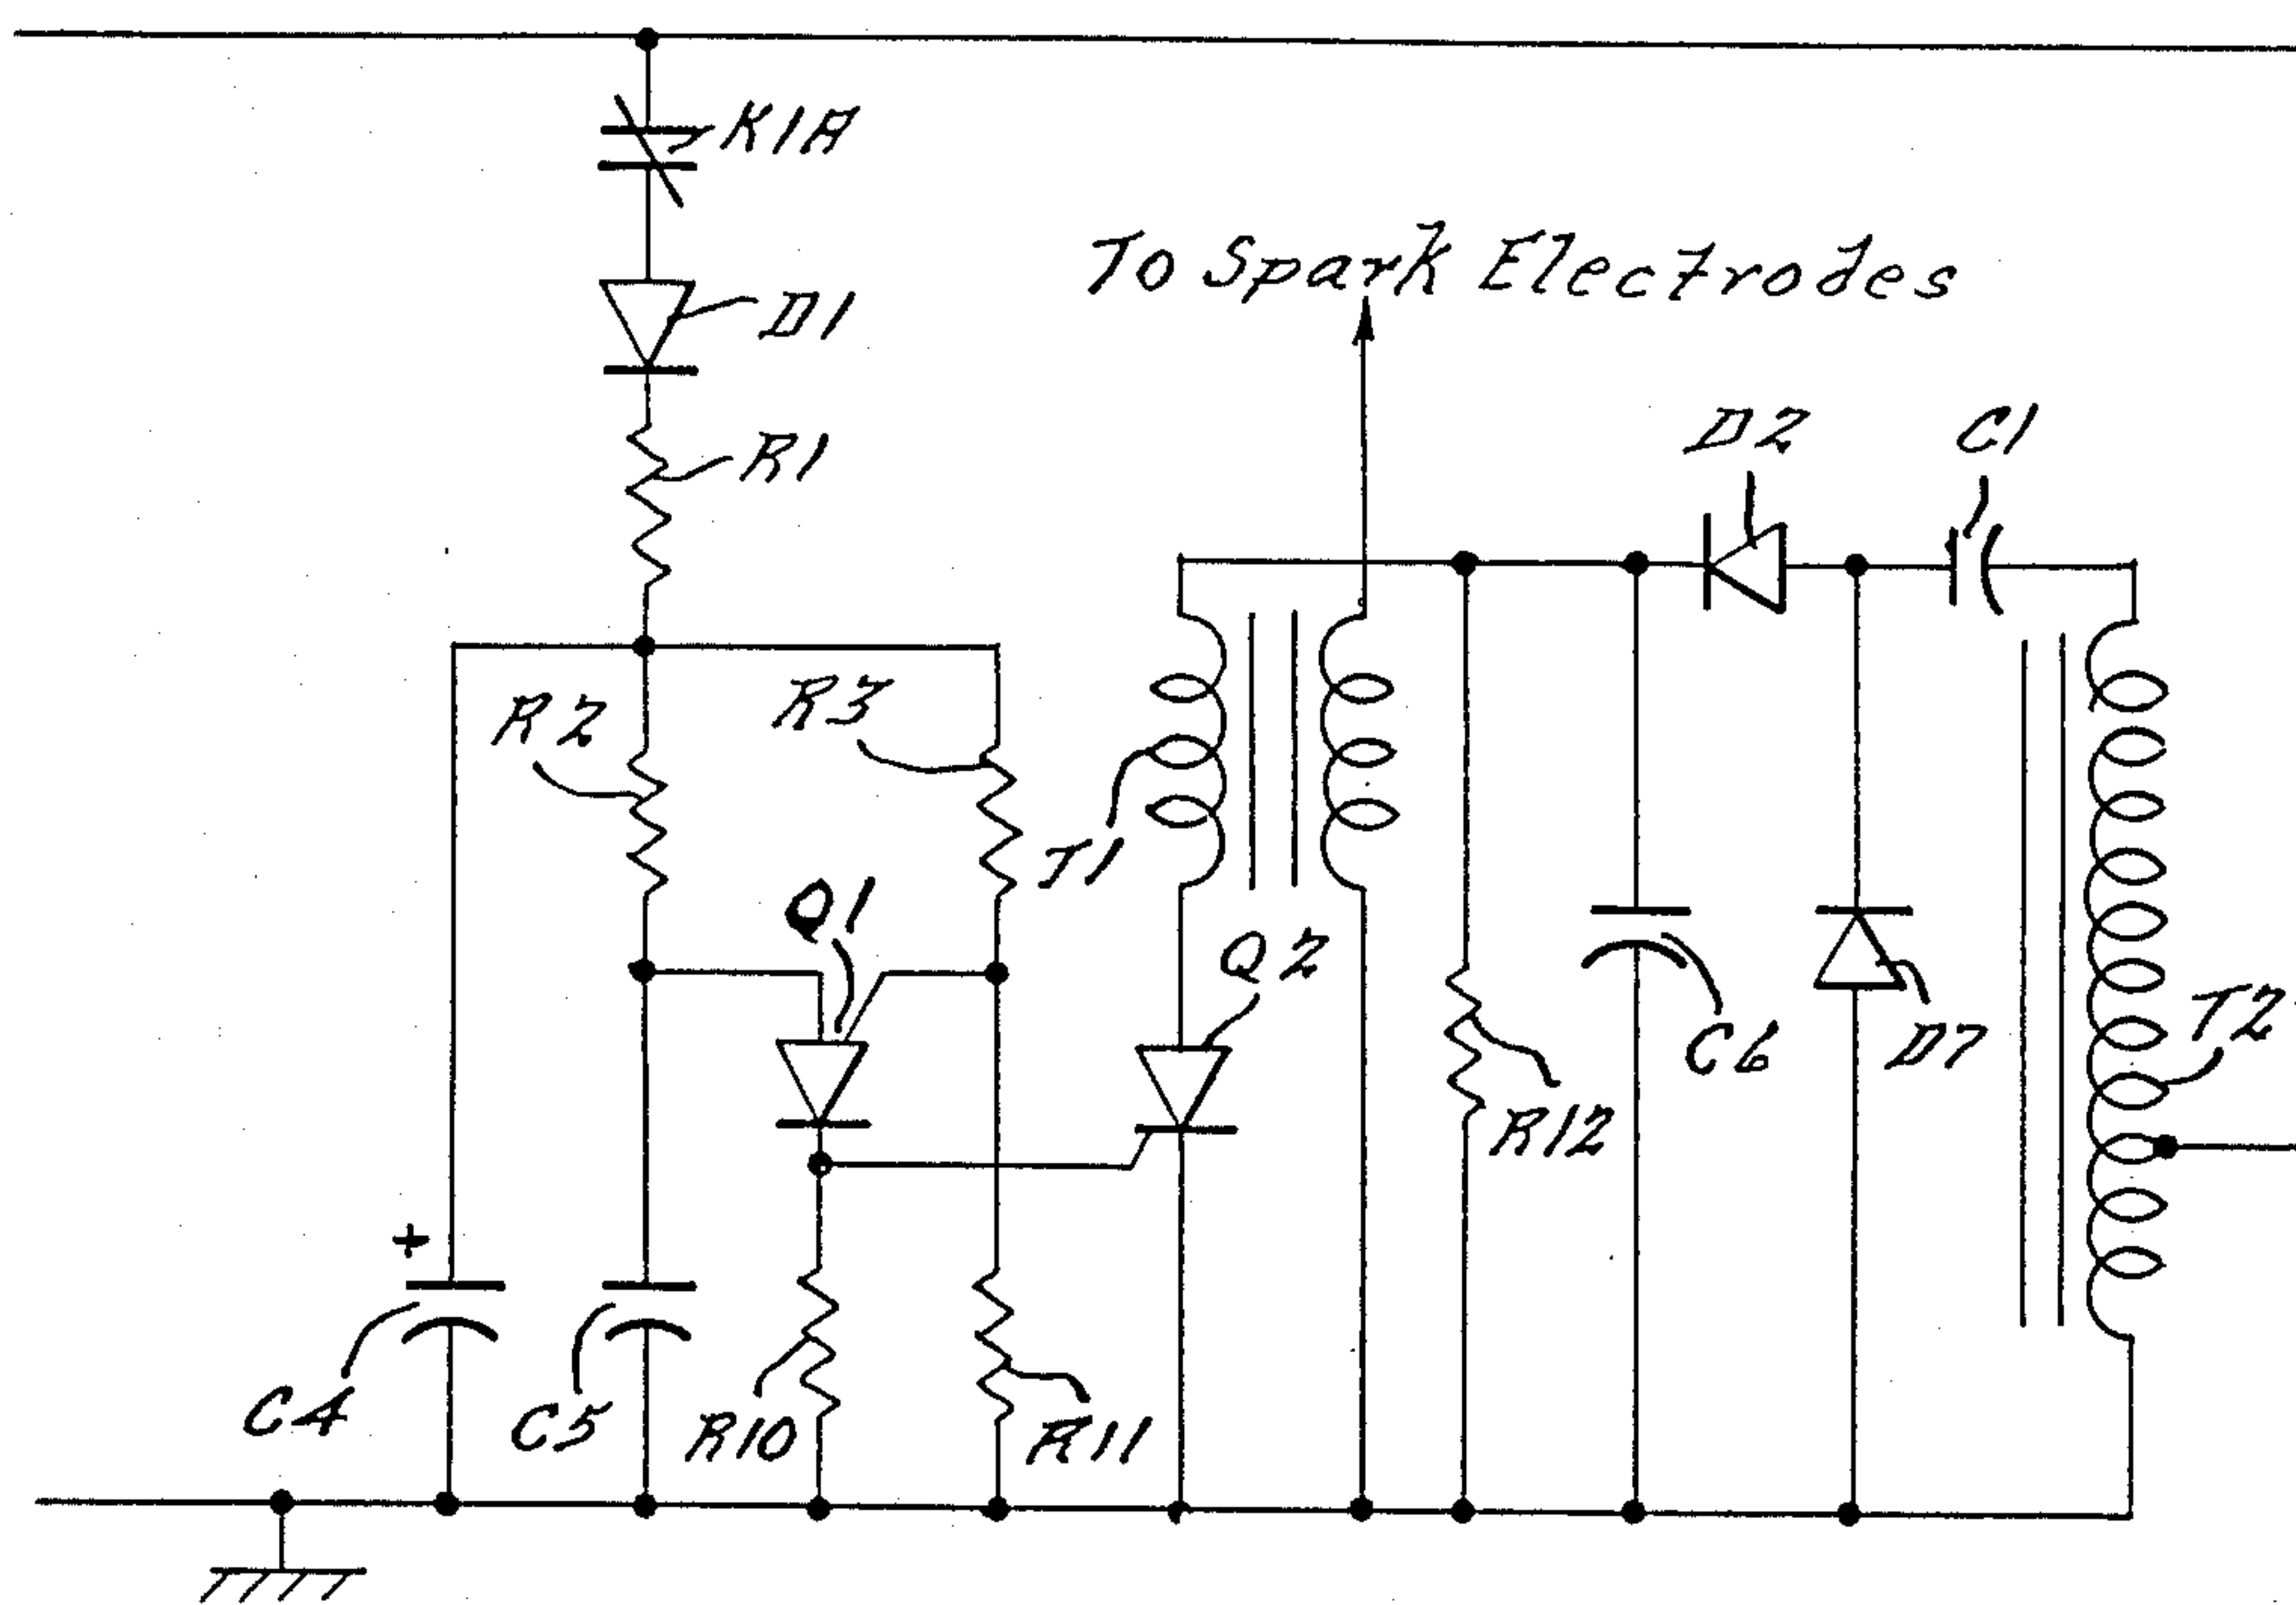 K1A
To Spark Electrodes
D1
D2
C1
R1
R2
R3
T1
Q1
Q2
C6
D7
T2
R12
+
C4
C5
R10
R11